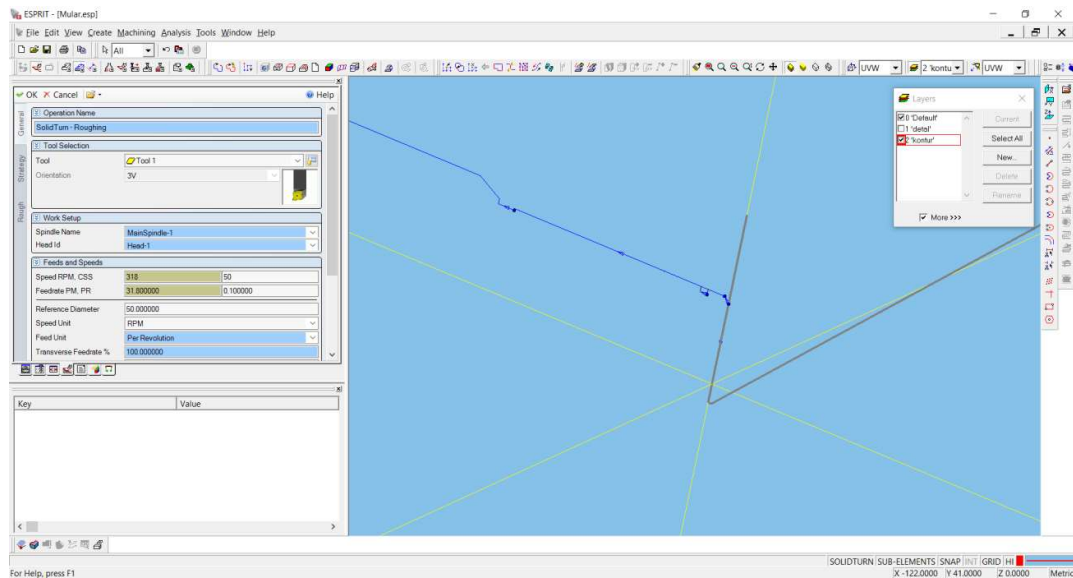 ESPRIT - [Mular.esp]
File Edit View Create Machining Analysis Tools Window Help
All
UVW
2 'kontu
UVW
OK Cancel
Help
General
Strategy
Rough
Operation Name
SolidTurn - Roughing
Tool Selection
Tool
Tool 1
Orientation
3V
Work Setup
Spindle Name
MainSpindle-1
Head Id
Head-1
Feeds and Speeds
Speed RPM, CSS
318
50
Feedrate PM, PR
31.800000
0.100000
Reference Diameter
50.000000
Speed Unit
RPM
Feed Unit
Per Revolution
Transverse Feedrate %
100.000000
Key
Value
Layers
0 'Default'
1 'detal'
2 'kontur'
Current
Select All
New...
Delete
Rename
More >>>
SOLIDTURN SUB-ELEMENTS SNAP INT GRID HI
For Help, press F1
X -122.0000 Y 41.0000 Z 0.0000 Metric